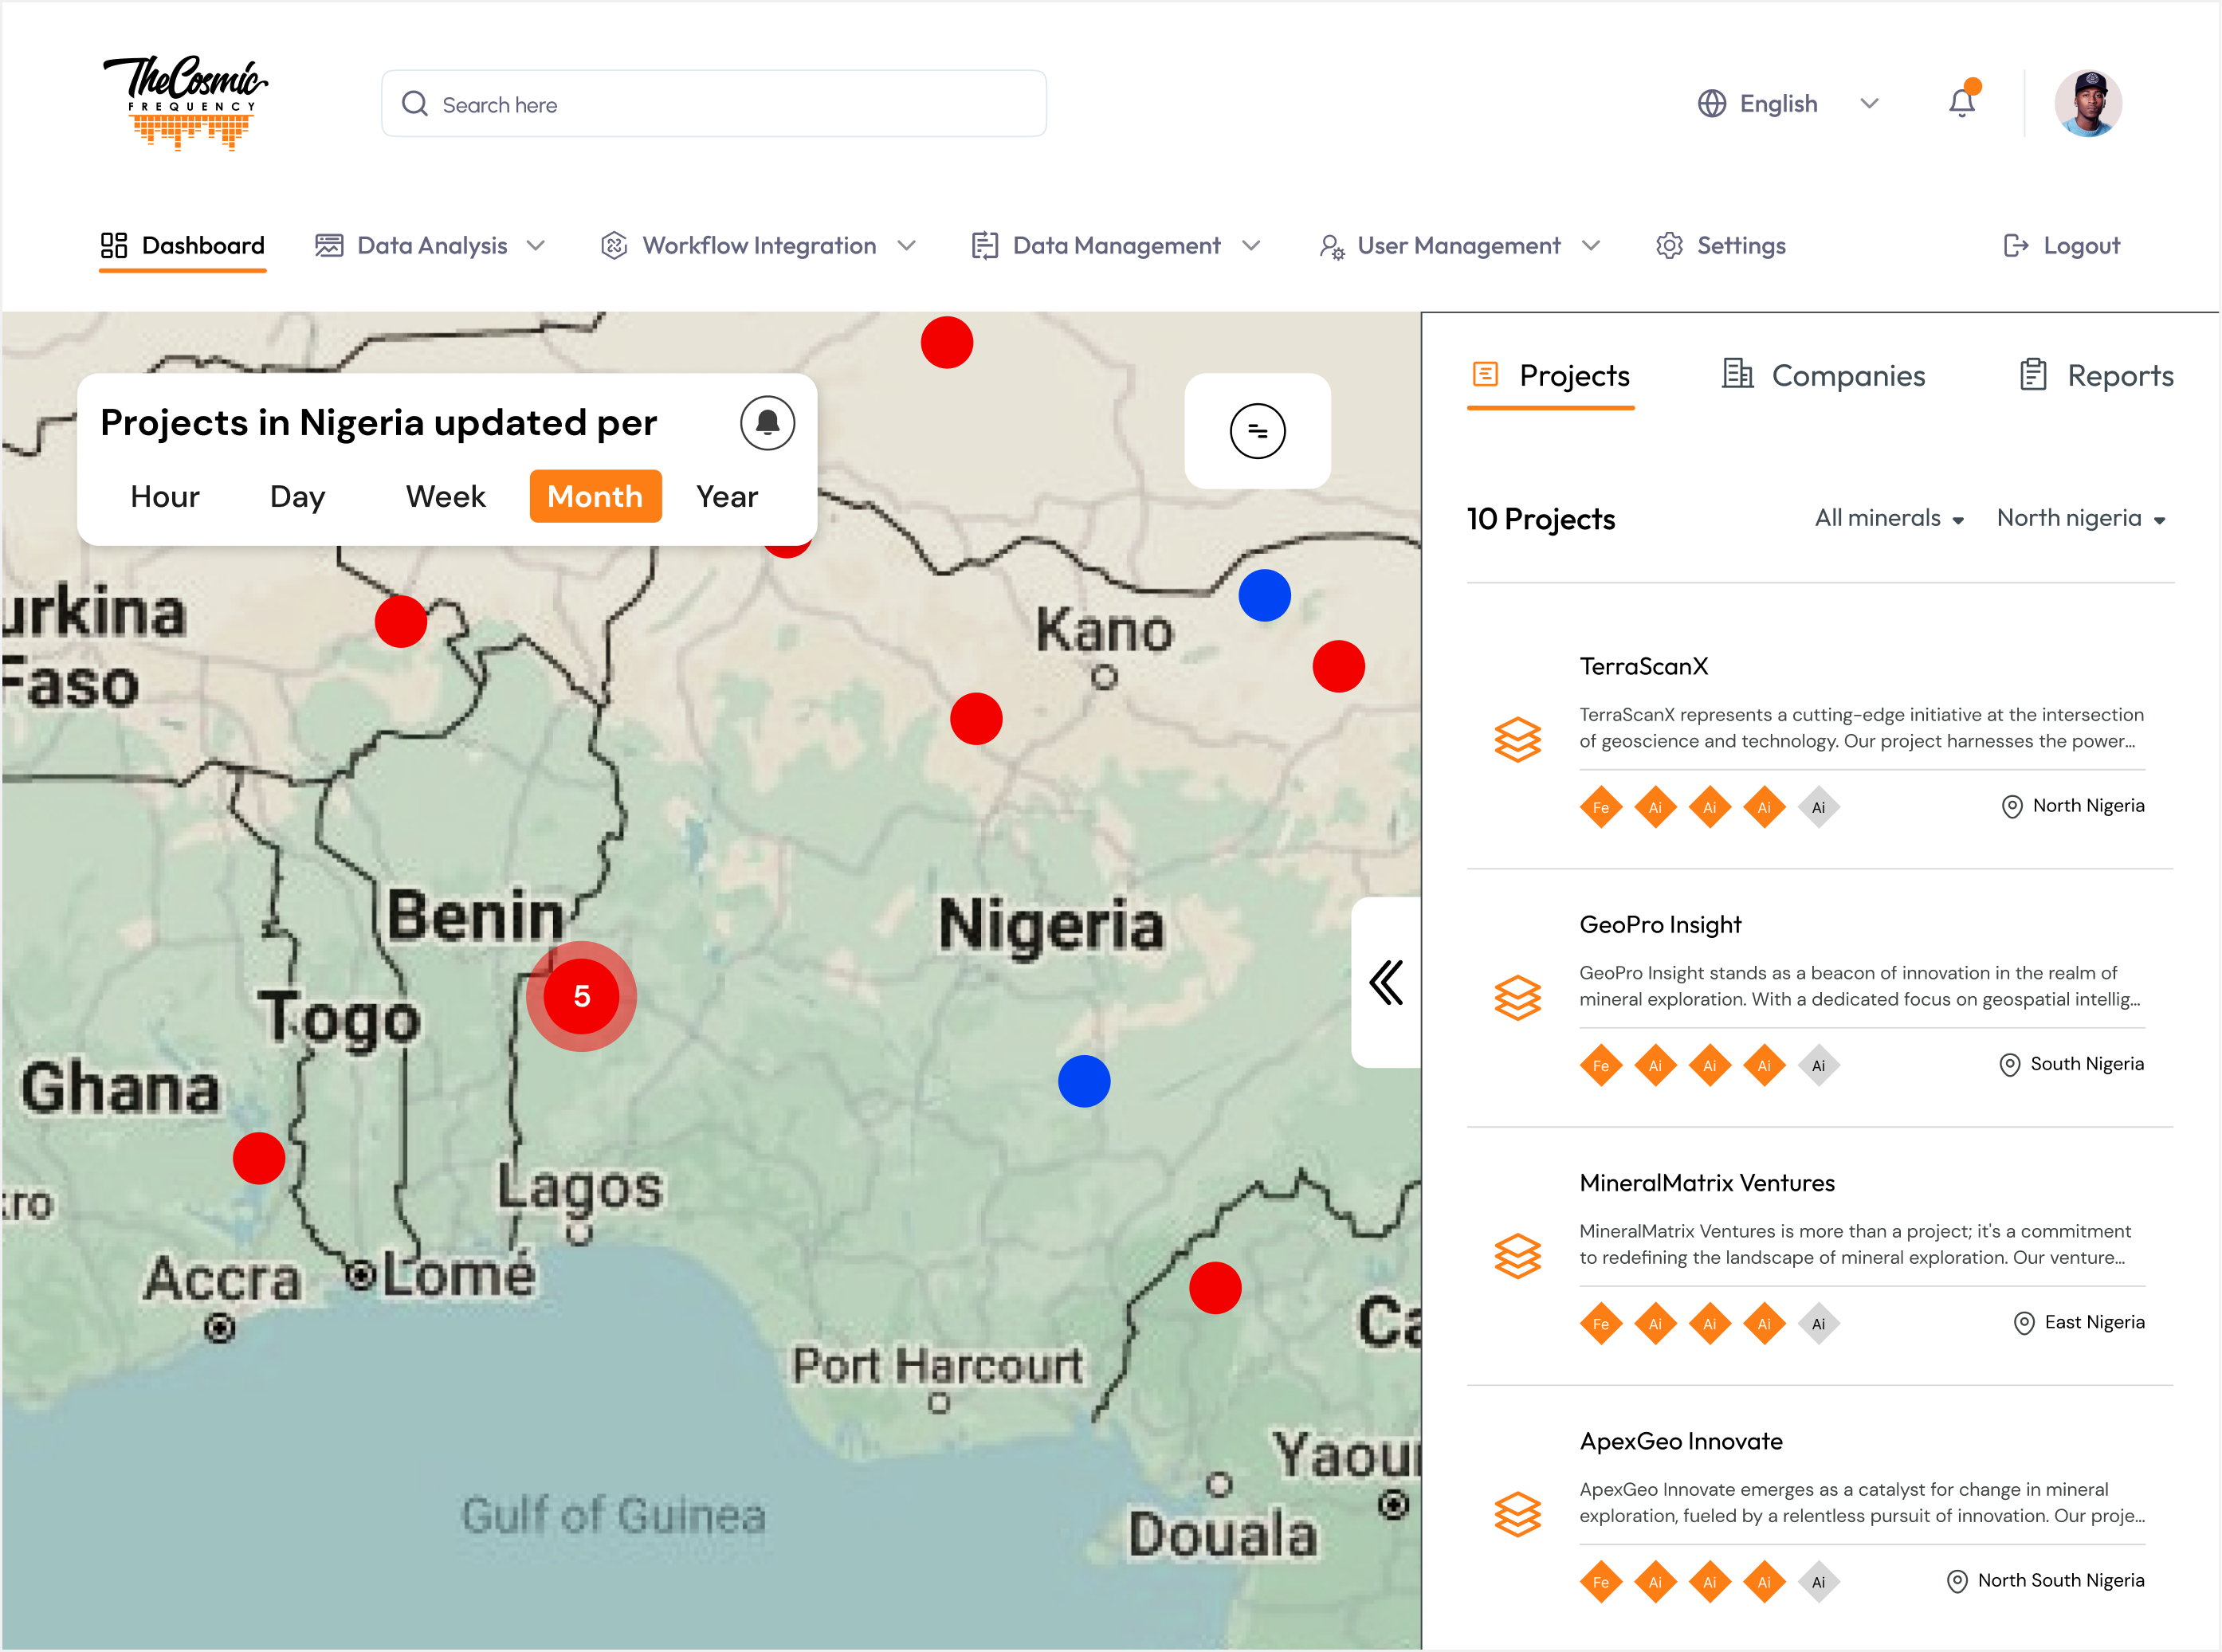 TheCosmic
FREQUENCY
Search here
English
Dashboard
Data Analysis
Workflow Integration
Data Management
User Management
Settings
Logout
Projects in Nigeria updated per
Hour Day Week Month Year
urkina
Faso
Kano
Benin
Nigeria
5
Togo
Ghana
Lagos
kro
Accra
Lomé
Port Harcourt
Ca
Yaour
Douala
Gulf of Guinea
Projects
Companies
Reports
10 Projects
All minerals
North nigeria
TerraScanX
TerraScanX represents a cutting-edge initiative at the intersection
of geoscience and technology. Our project harnesses the power...
Fe Ai Ai Ai Ai
North Nigeria
GeoPro Insight
GeoPro Insight stands as a beacon of innovation in the realm of
mineral exploration. With a dedicated focus on geospatial intellig...
Fe Ai Ai Ai Ai
South Nigeria
MineralMatrix Ventures
MineralMatrix Ventures is more than a project; it's a commitment
to redefining the landscape of mineral exploration. Our venture...
Fe Ai Ai Ai Ai
East Nigeria
ApexGeo Innovate
ApexGeo Innovate emerges as a catalyst for change in mineral
exploration, fueled by a relentless pursuit of innovation. Our proje...
Fe Ai Ai Ai Ai
North South Nigeria